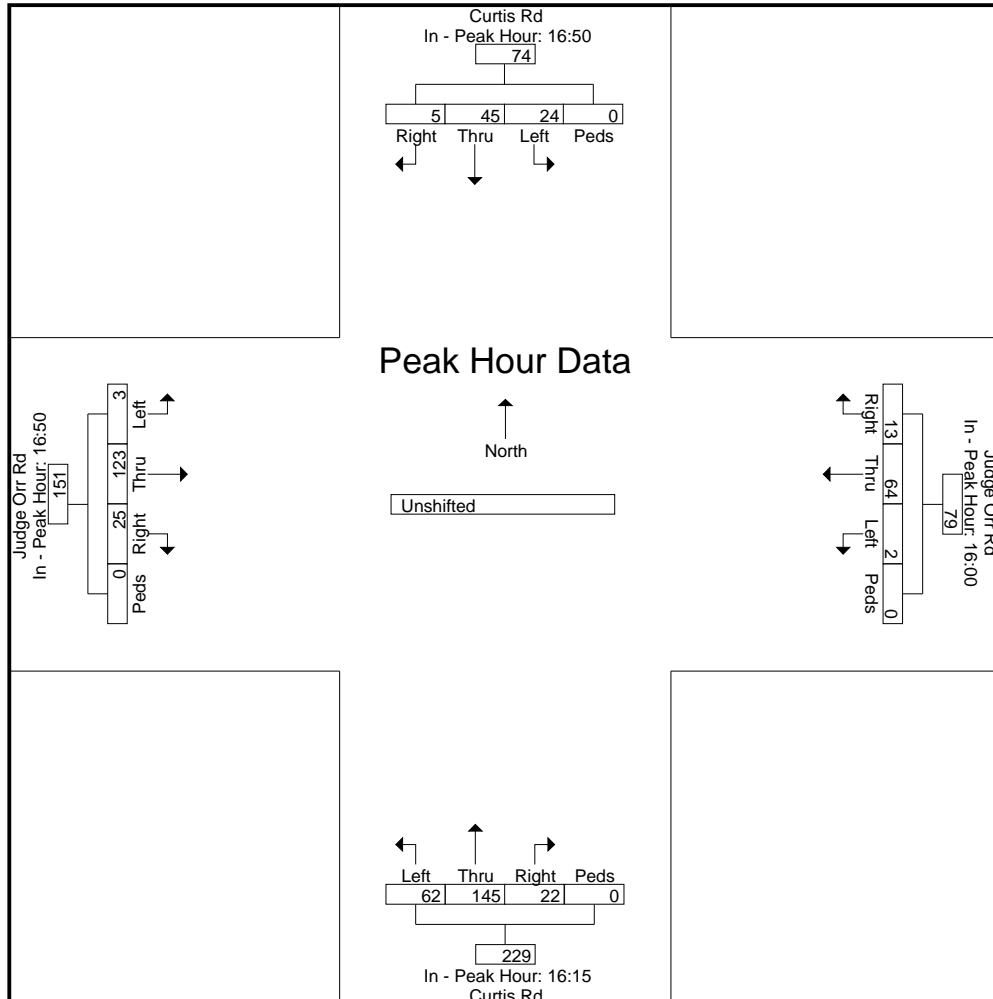 Curtis Rd
In - Peak Hour: 16:50
74
5 45 24 0
Right Thru Left Peds
Peak Hour Data
North
Unshifted
Judge Orr Rd
In - Peak Hour: 16:50
151
3 123 25 0
Left Thru Right Peds
Judge Orr Rd
In - Peak Hour: 16:00
79
13 64 2 0
Right Thru Left Peds
Left Thru Right Peds
62 145 22 0
229
In - Peak Hour: 16:15
Curtis Rd